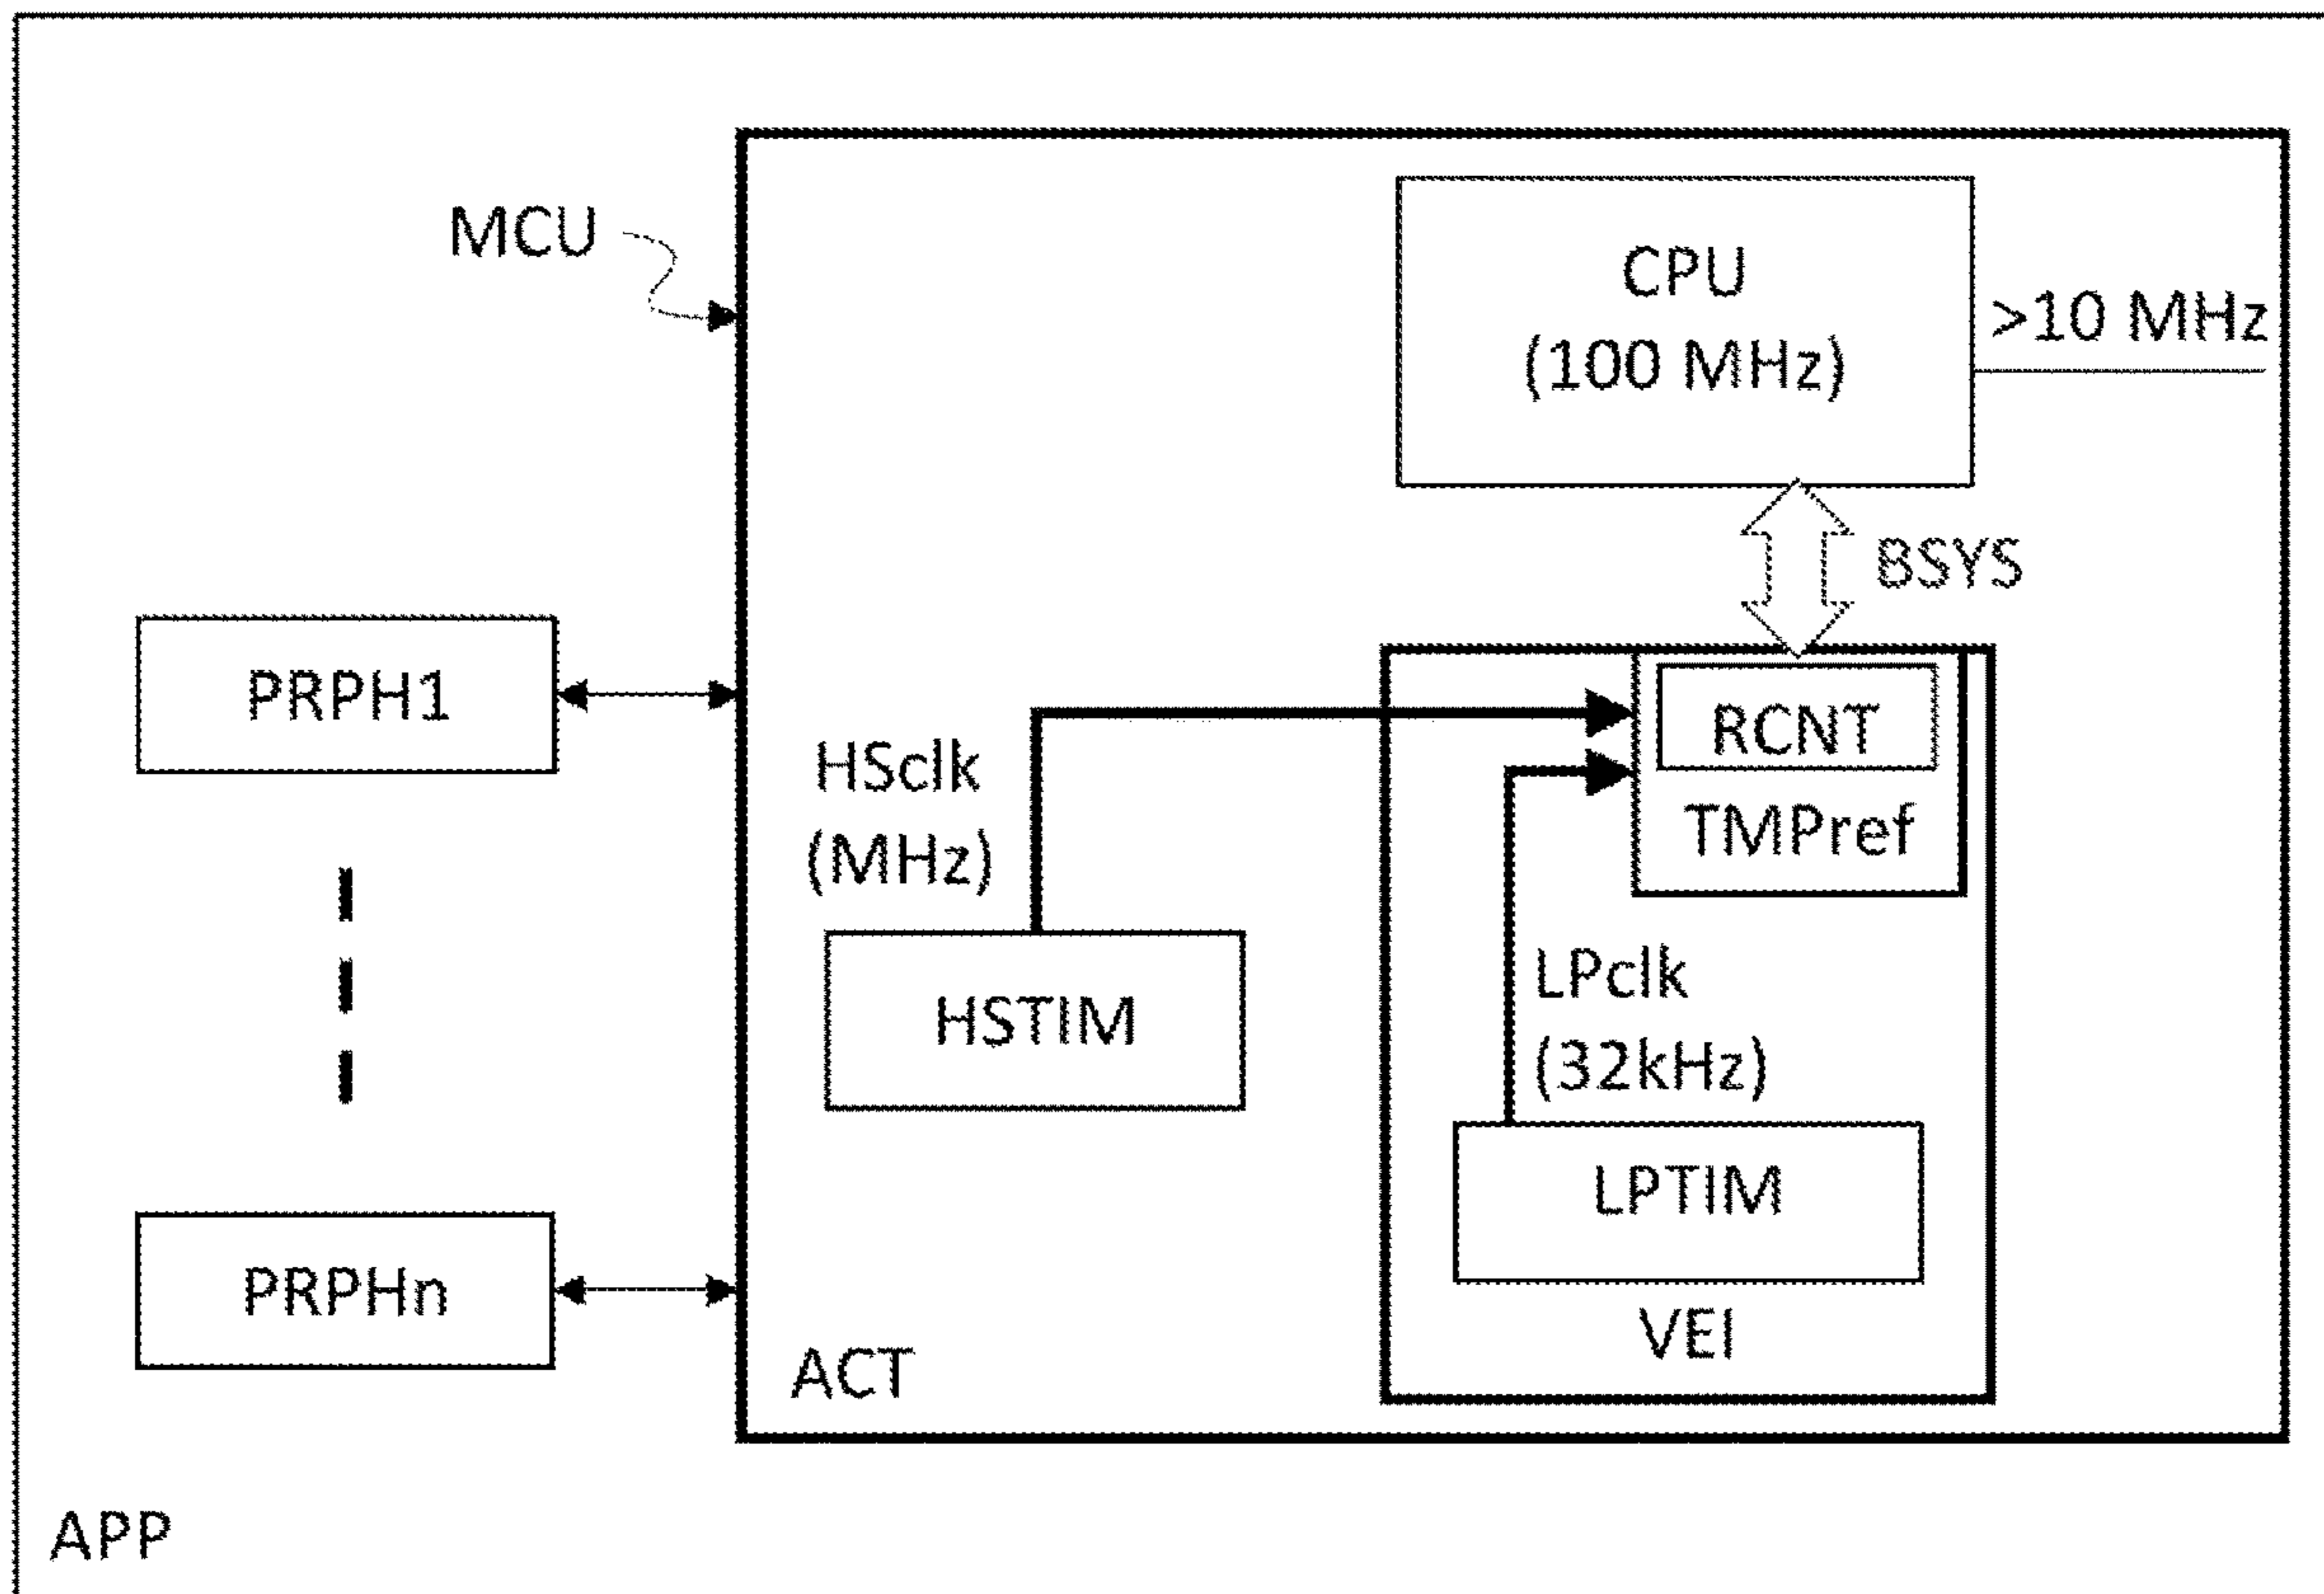 MCU
CPU
(100 MHz)
>10 MHz
BSYS
PRPH1
RCNT
HSclk
(MHz)
TMPref
LPclk
(32kHz)
HSTIM
LPTIM
PRPHn
VEI
ACT
APP